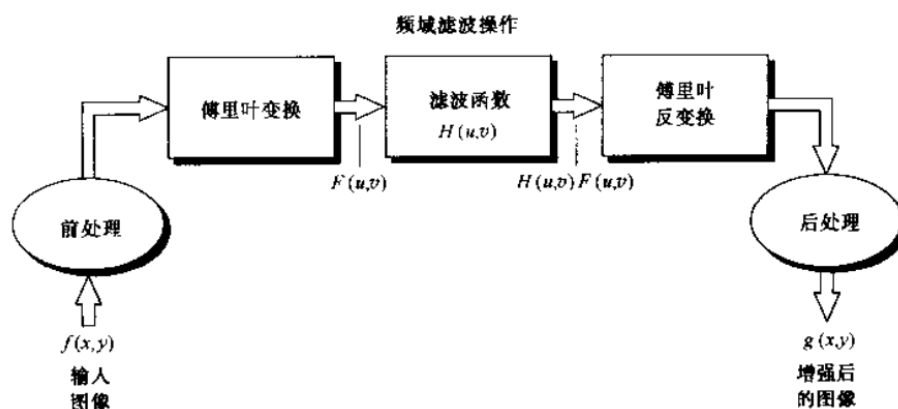 频域滤波操作
傅里叶变换
滤波函数
H(u,v)
傅里叶
反变换
F(u,v)
H(u,v)F(u,v)
前处理
后处理
f(x,y)
输入
图像
g(x,y)
增强后
的图像